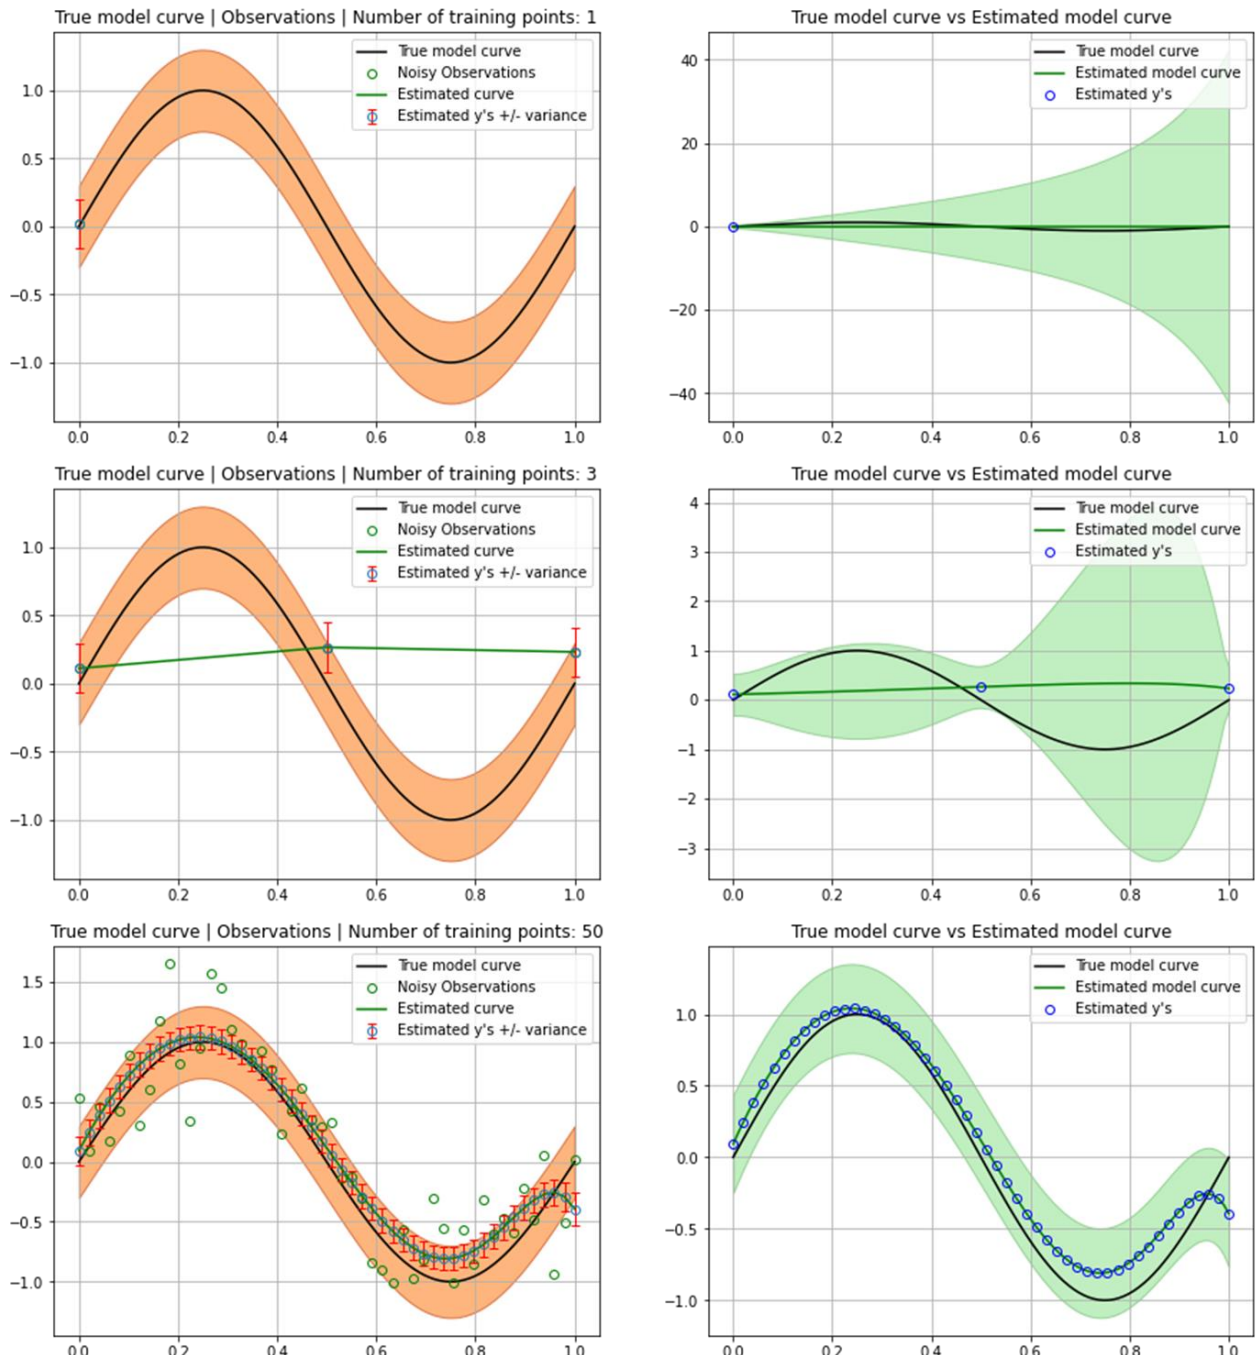 True model curve | Observations | Number of training points: 1
True model curve
Noisy Observations
Estimated curve
Estimated y's +/- variance
1.0
0.5
0.0
−0.5
−1.0
0.0 0.2 0.4 0.6 0.8 1.0
True model curve vs Estimated model curve
True model curve
Estimated model curve
Estimated y's
40
20
0
−20
−40
0.0 0.2 0.4 0.6 0.8 1.0
True model curve | Observations | Number of training points: 3
True model curve
Noisy Observations
Estimated curve
Estimated y's +/- variance
1.0
0.5
0.0
−0.5
−1.0
0.0 0.2 0.4 0.6 0.8 1.0
True model curve vs Estimated model curve
True model curve
Estimated model curve
Estimated y's
4
3
2
1
0
−1
−2
−3
0.0 0.2 0.4 0.6 0.8 1.0
True model curve | Observations | Number of training points: 50
True model curve
Noisy Observations
Estimated curve
Estimated y's +/- variance
1.5
1.0
0.5
0.0
−0.5
−1.0
0.0 0.2 0.4 0.6 0.8 1.0
True model curve vs Estimated model curve
True model curve
Estimated model curve
Estimated y's
1.0
0.5
0.0
−0.5
−1.0
0.0 0.2 0.4 0.6 0.8 1.0